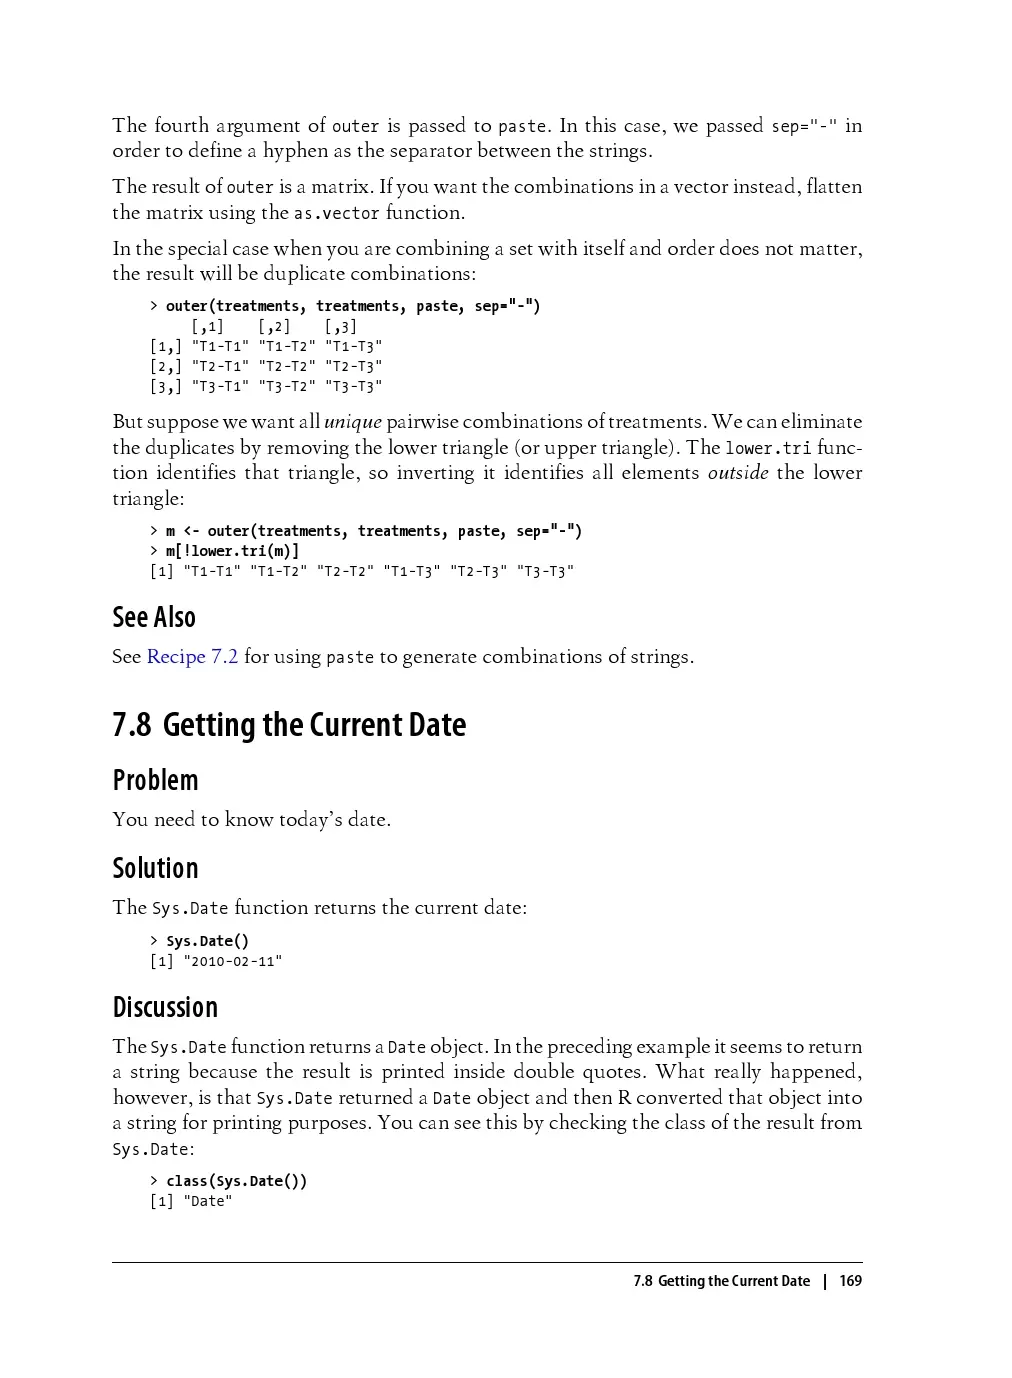 The fourth argument of outer is passed to paste. In this case, we passed sep="-" in
order to define a hyphen as the separator between the strings.
The result of outer is a matrix. If you want the combinations in a vector instead, flatten
the matrix using the as.vector function.
In the special case when you are combining a set with itself and order does not matter,
the result will be duplicate combinations:
> outer(treatments, treatments, paste, sep="-")
     [,1]    [,2]    [,3]
[1,] "T1-T1" "T1-T2" "T1-T3"
[2,] "T2-T1" "T2-T2" "T2-T3"
[3,] "T3-T1" "T3-T2" "T3-T3"
But suppose we want all unique pairwise combinations of treatments. We can eliminate
the duplicates by removing the lower triangle (or upper triangle). The lower.tri func-
tion identifies that triangle, so inverting it identifies all elements outside the lower
triangle:
> m <- outer(treatments, treatments, paste, sep="-")
> m[!lower.tri(m)]
[1] "T1-T1" "T1-T2" "T2-T2" "T1-T3" "T2-T3" "T3-T3"
See Also
See Recipe 7.2 for using paste to generate combinations of strings.
7.8 Getting the Current Date
Problem
You need to know today’s date.
Solution
The Sys.Date function returns the current date:
> Sys.Date()
[1] "2010-02-11"
Discussion
The Sys.Date function returns a Date object. In the preceding example it seems to return
a string because the result is printed inside double quotes. What really happened,
however, is that Sys.Date returned a Date object and then R converted that object into
a string for printing purposes. You can see this by checking the class of the result from
Sys.Date:
> class(Sys.Date())
[1] "Date"
7.8 Getting the Current Date | 169